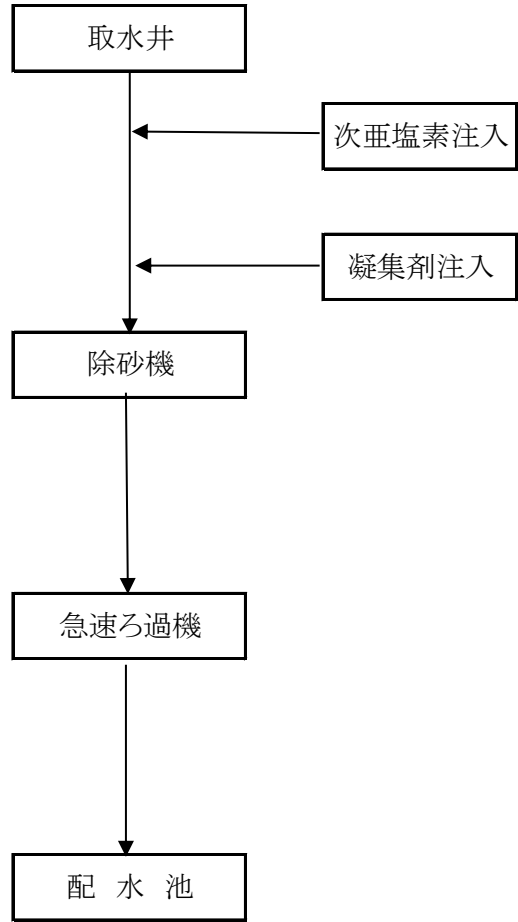 取水井
次亜塩素注入
凝集剤注入
除砂機
急速ろ過機
配 水 池